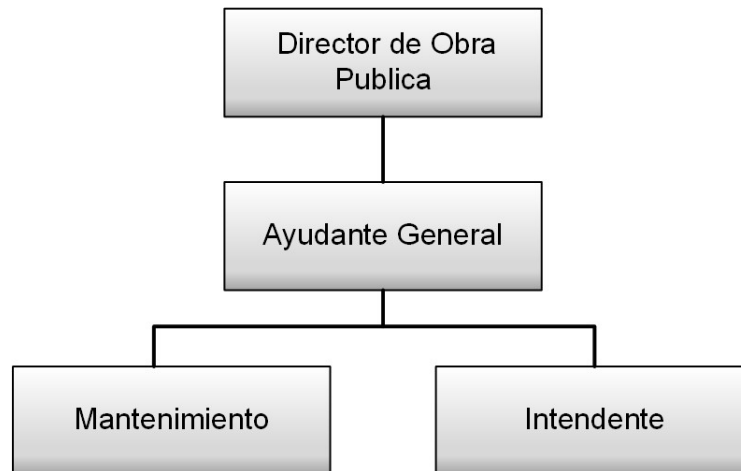 Director de Obra
Publica
Ayudante General
Mantenimiento
Intendente